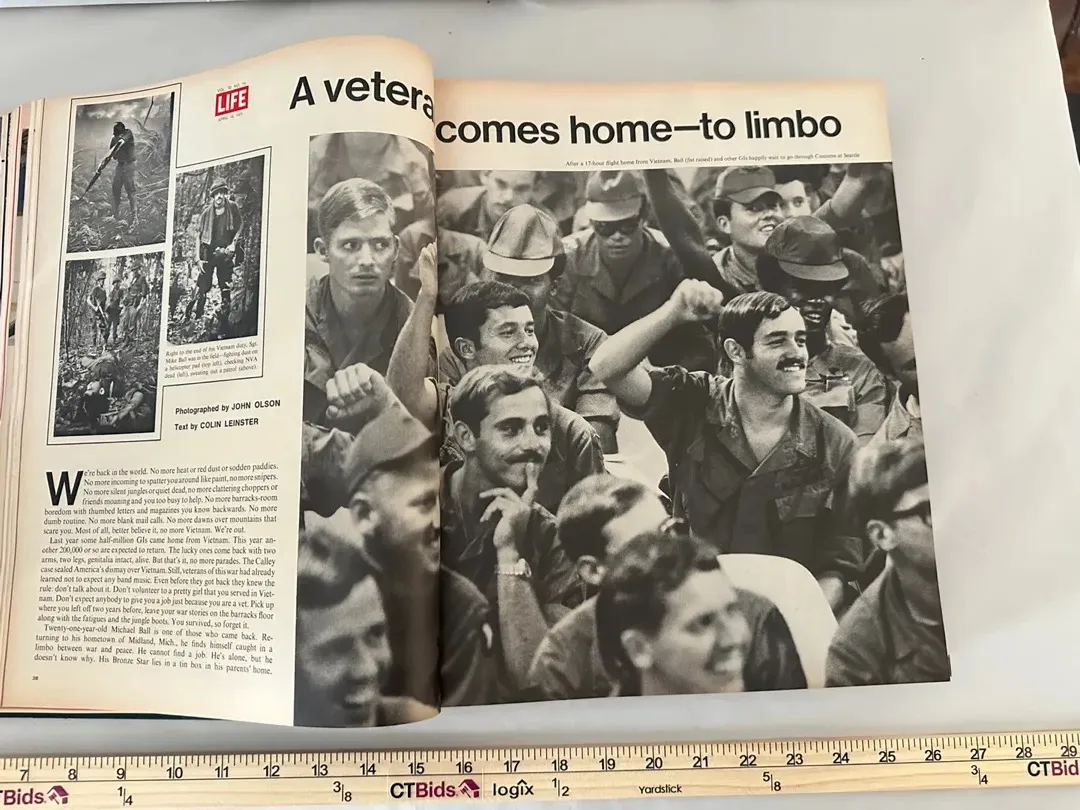 VOL. 70 NO. 14
LIFE
APRIL 16, 1971
A vetera
comes home—to limbo
After a 17-hour flight home from Vietnam, Ball (fist raised) and other GIs happily wait to go through Customs at Seattle
Right to the end of his Vietnam duty, Sgt.
Mike Ball was in the field—fighting dust on
a helicopter pad (top left), checking NVA
dead (left), sweating out a patrol (above).
Photographed by JOHN OLSON
Text by COLIN LEINSTER
We're back in the world. No more heat or red dust or sodden paddies.
No more incoming to spatter you around like paint, no more snipers.
No more silent jungles or quiet dead, no more clattering choppers or
friends moaning and you too busy to help. No more barracks-room
boredom with thumbed letters and magazines you know backwards. No more
dumb routine. No more blank mail calls. No more dawns over mountains that
scare you. Most of all, better believe it, no more Vietnam. We're out.
Last year some half-million GIs came home from Vietnam. This year an-
other 200,000 or so are expected to return. The lucky ones come back with two
arms, two legs, genitalia intact, alive. But that's it, no more parades. The Calley
case sealed America's dismay over Vietnam. Still, veterans of this war had already
learned not to expect any band music. Even before they got back they knew the
rule: don't talk about it. Don't volunteer to a pretty girl that you served in Viet-
nam. Don't expect anybody to give you a job just because you are a vet. Pick up
where you left off two years before, leave your war stories on the barracks floor
along with the fatigues and the jungle boots. You survived, so forget it.
Twenty-one-year-old Michael Ball is one of those who came back. Re-
turning to his hometown of Midland, Mich., he finds himself caught in a
limbo between war and peace. He cannot find a job. He's alone, but he
doesn't know why. His Bronze Star lies in a tin box in his parents' home,
28
7 8 9 10 11 12 13 14 15 16 17 18 19 20 21 22 23 24 25 26 27 28 29
TBids 1/4 3/8 CTBids logix 1/2 Yardstick 5/8 3/4 CTBid